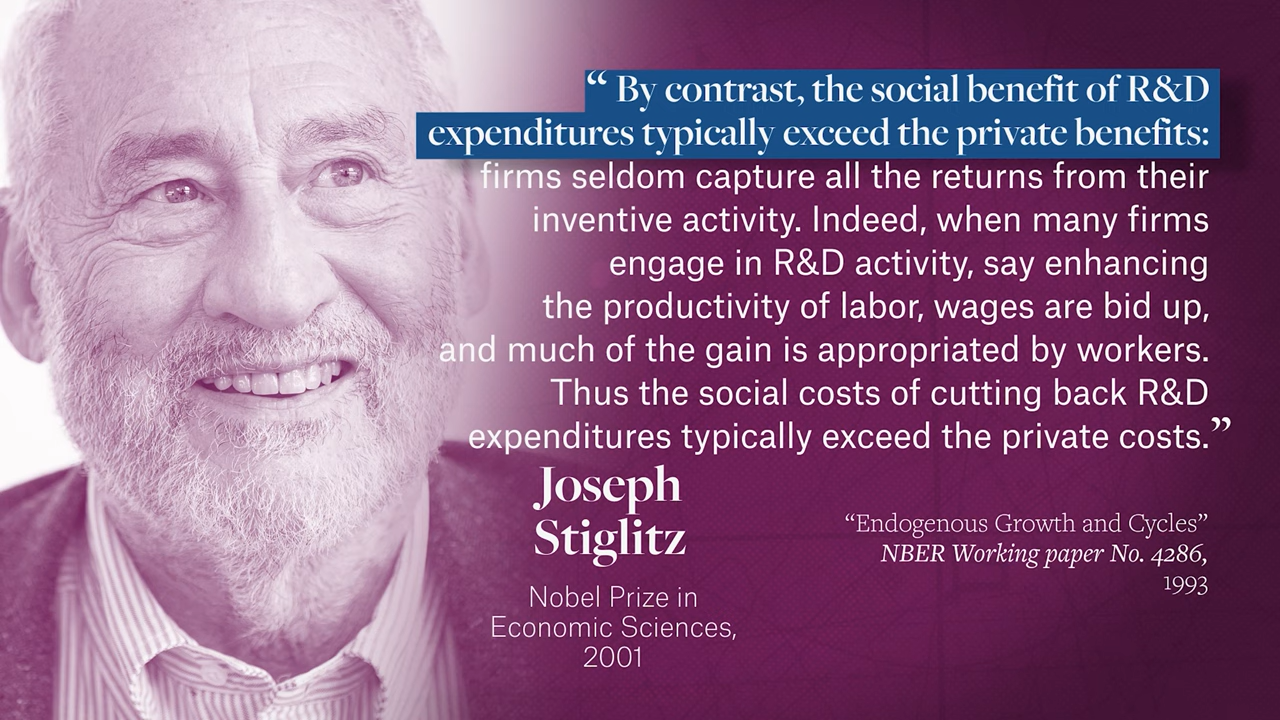 “ By contrast, the social benefit of R&D
expenditures typically exceed the private benefits:
firms seldom capture all the returns from their
inventive activity. Indeed, when many firms
engage in R&D activity, say enhancing
the productivity of labor, wages are bid up,
and much of the gain is appropriated by workers.
Thus the social costs of cutting back R&D
expenditures typically exceed the private costs.”
Joseph
Stiglitz
Nobel Prize in
Economic Sciences,
2001
“Endogenous Growth and Cycles”
NBER Working paper No. 4286,
1993